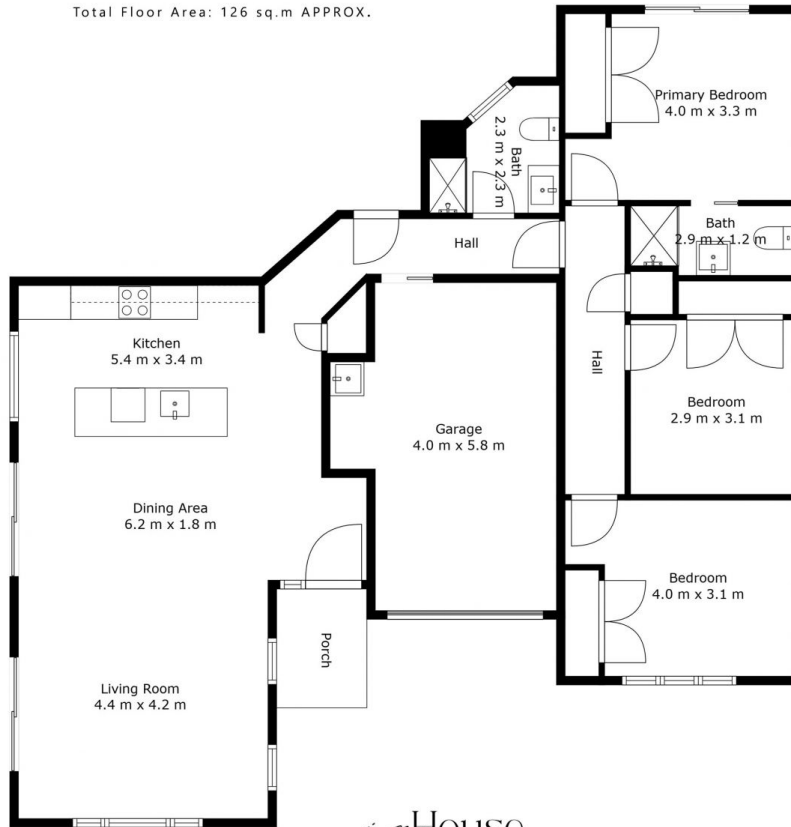 Total Floor Area: 126 sq.m APPROX.
Primary Bedroom
4.0 m x 3.3 m
Bath
2.3 m x 2.3 m
Hall
Bath
2.9 m x 1.2 m
Kitchen
5.4 m x 3.4 m
Hall
Bedroom
2.9 m x 3.1 m
Garage
4.0 m x 5.8 m
Dining Area
6.2 m x 1.8 m
Bedroom
4.0 m x 3.1 m
Porch
Living Room
4.4 m x 4.2 m
House